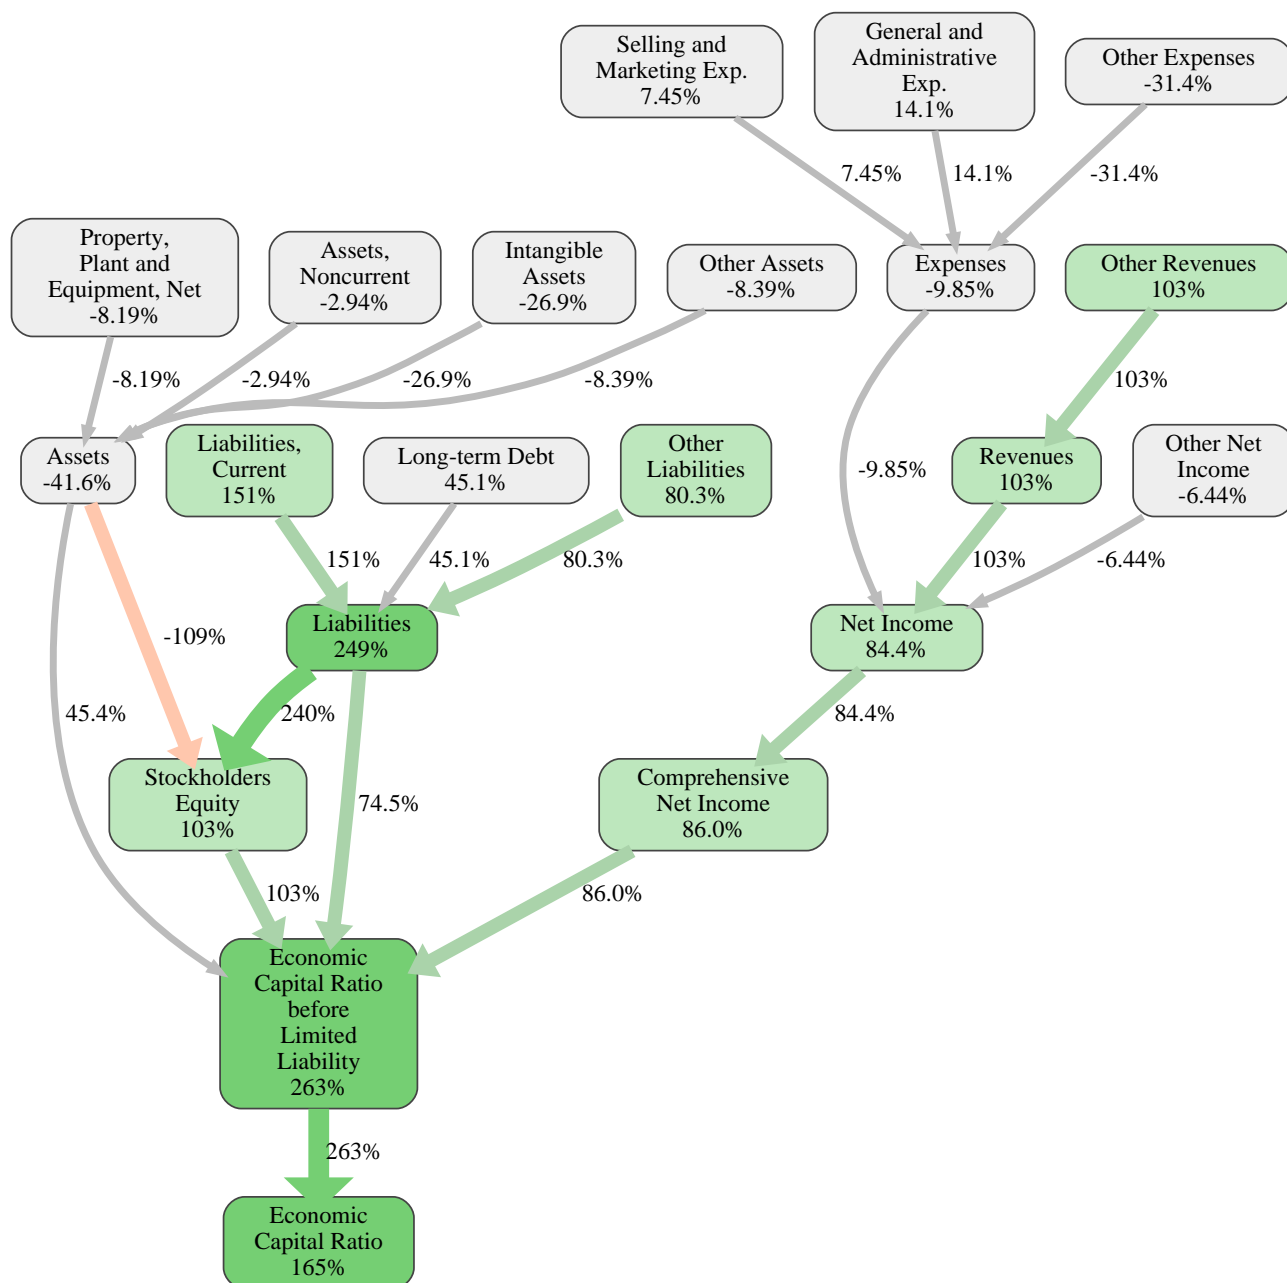 Selling and
Marketing Exp.
7.45%
General and
Administrative
Exp.
14.1%
Other Expenses
-31.4%
7.45%
14.1%
-31.4%
Property,
Plant and
Equipment, Net
-8.19%
Assets,
Noncurrent
-2.94%
Intangible
Assets
-26.9%
Other Assets
-8.39%
Expenses
-9.85%
Other Revenues
103%
-8.19%
-2.94%
-26.9%
-8.39%
103%
Assets
-41.6%
Liabilities,
Current
151%
Long-term Debt
45.1%
Other
Liabilities
80.3%
-9.85%
Revenues
103%
Other Net
Income
-6.44%
151%
45.1%
80.3%
103%
-6.44%
-109%
Liabilities
249%
Net Income
84.4%
45.4%
240%
84.4%
Stockholders
Equity
103%
74.5%
Comprehensive
Net Income
86.0%
103%
86.0%
Economic
Capital Ratio
before
Limited
Liability
263%
263%
Economic
Capital Ratio
165%